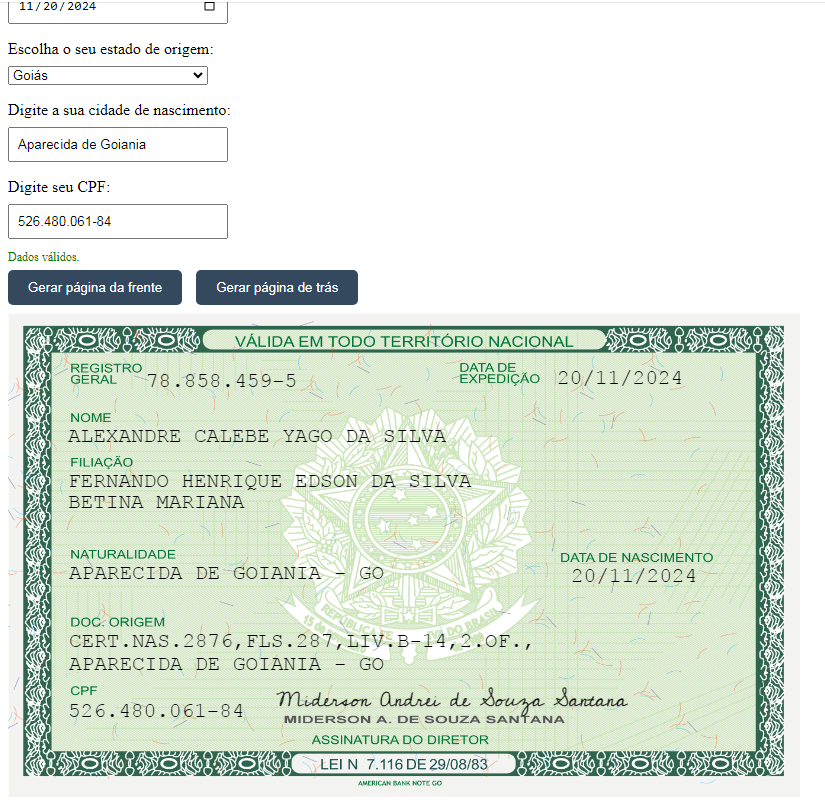 11/20/2024
Escolha o seu estado de origem:
Goiás
Digite a sua cidade de nascimento:
Aparecida de Goiania
Digite seu CPF:
526.480.061-84
Dados válidos.
Gerar página da frente
Gerar página de trás
VÁLIDA EM TODO TERRITÓRIO NACIONAL
REGISTRO
GERAL 78.858.459-5
DATA DE
EXPEDIÇÃO 20/11/2024
NOME
ALEXANDRE CALEBE YAGO DA SILVA
FILIAÇÃO
FERNANDO HENRIQUE EDSON DA SILVA
BETINA MARIANA
NATURALIDADE
APARECIDA DE GOIANIA - GO
DATA DE NASCIMENTO
20/11/2024
DOC. ORIGEM
CERT.NAS.2876,FLS.287,LIV.B-14,2.OF.,
APARECIDA DE GOIANIA - GO
CPF
526.480.061-84
Miderson Andrei de Souza Santana
MIDERSON A. DE SOUZA SANTANA
ASSINATURA DO DIRETOR
LEI N 7.116 DE 29/08/83
AMERICAN BANK NOTE GO